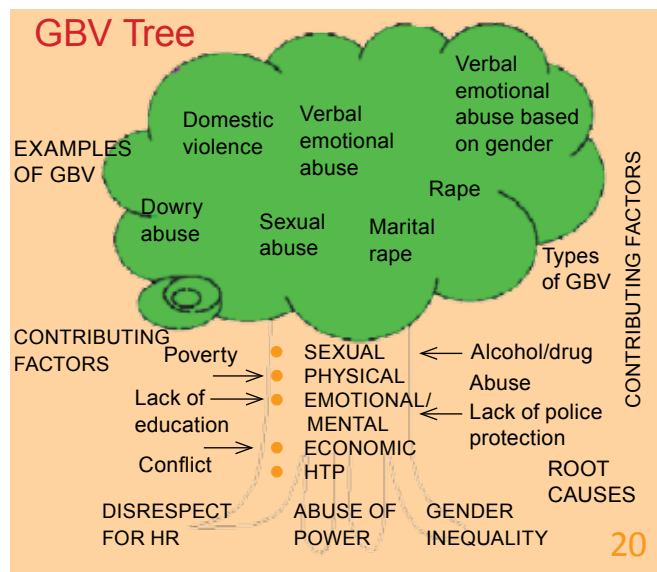 GBV Tree
Verbal
emotional
abuse based
on gender
Domestic
violence
Verbal
emotional
abuse
EXAMPLES
OF GBV
Rape
Dowry
abuse
Sexual
abuse
Marital
rape
Types
of GBV
CONTRIBUTING FACTORS
CONTRIBUTING
FACTORS
Poverty
Lack of
education
Conflict
SEXUAL
PHYSICAL
EMOTIONAL/
MENTAL
ECONOMIC
HTP
Alcohol/drug
Abuse
Lack of police
protection
ROOT
CAUSES
DISRESPECT
FOR HR
ABUSE OF
POWER
GENDER
INEQUALITY
20